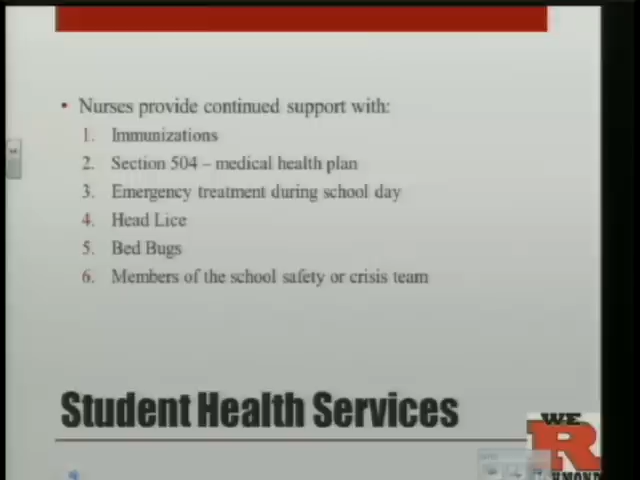 • Nurses provide continued support with:
1. Immunizations
2. Section 504 – medical health plan
3. Emergency treatment during school day
4. Head Lice
5. Bed Bugs
6. Members of the school safety or crisis team
Student Health Services
WE
R